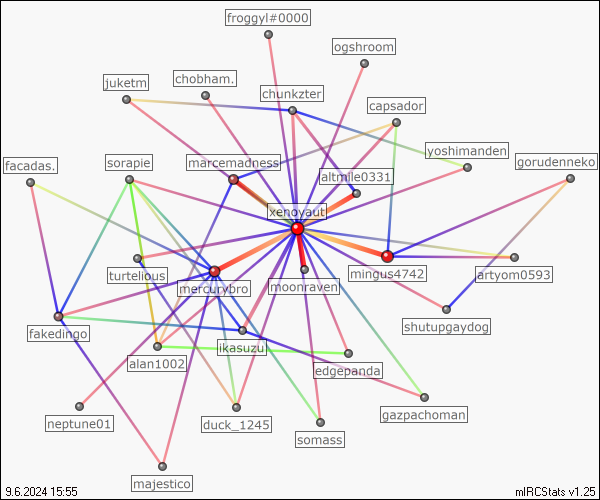 froggyl#0000
ogshroom
juketm
chobham.
chunkzter
capsador
yoshimanden
facadas.
sorapie
marcemadness
altmile0331
gorudenneko
xenoyaut
turtelious
mercurybro
moonraven
mingus4742
artyom0593
fakedingo
alan1002
ikasuzu
shutupgaydog
edgepanda
neptune01
duck_1245
somass
gazpachoman
majestico
9.6.2024 15:55
mIRCStats v1.25